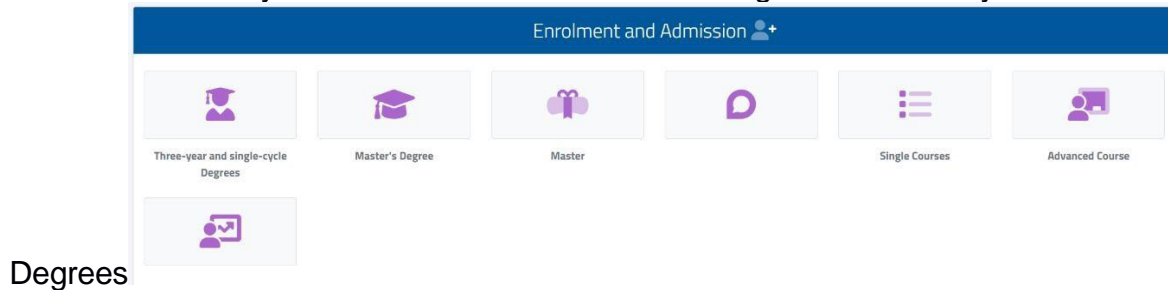 Enrolment and Admission
Three-year and single-cycle
Degrees
Master's Degree
Master
Single Courses
Advanced Course
Degrees